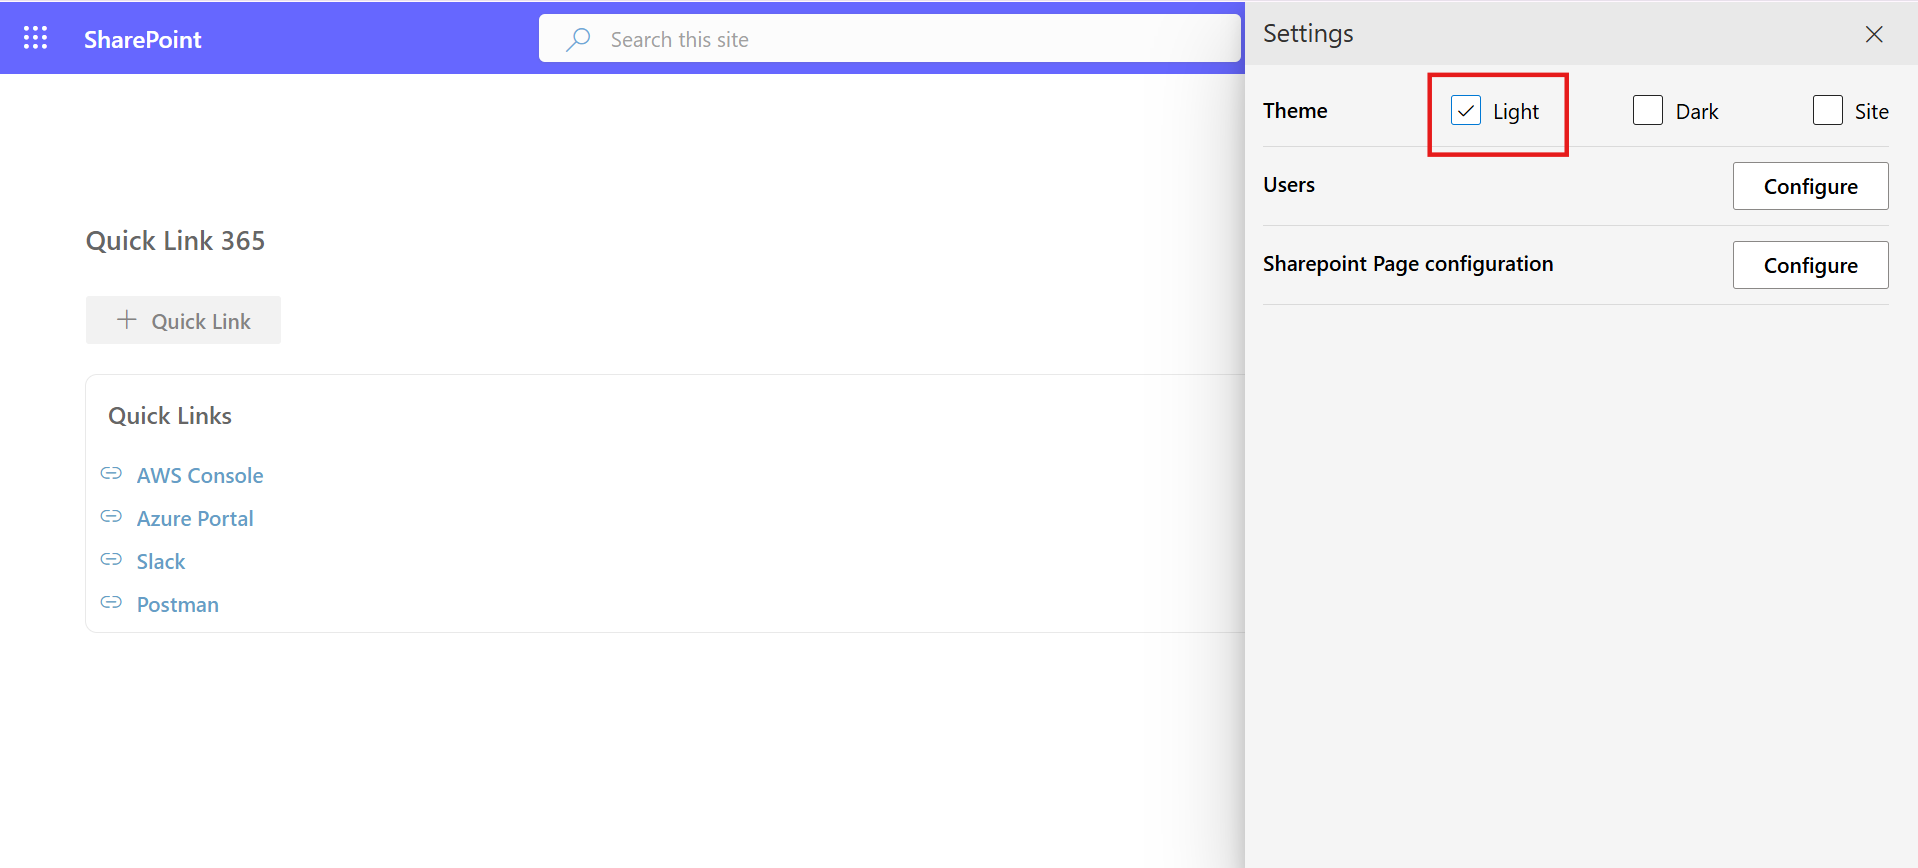 SharePoint
Search this site
Settings
Theme
Light
Dark
Site
Users
Configure
Sharepoint Page configuration
Configure
Quick Link 365
Quick Link
Quick Links
AWS Console
Azure Portal
Slack
Postman